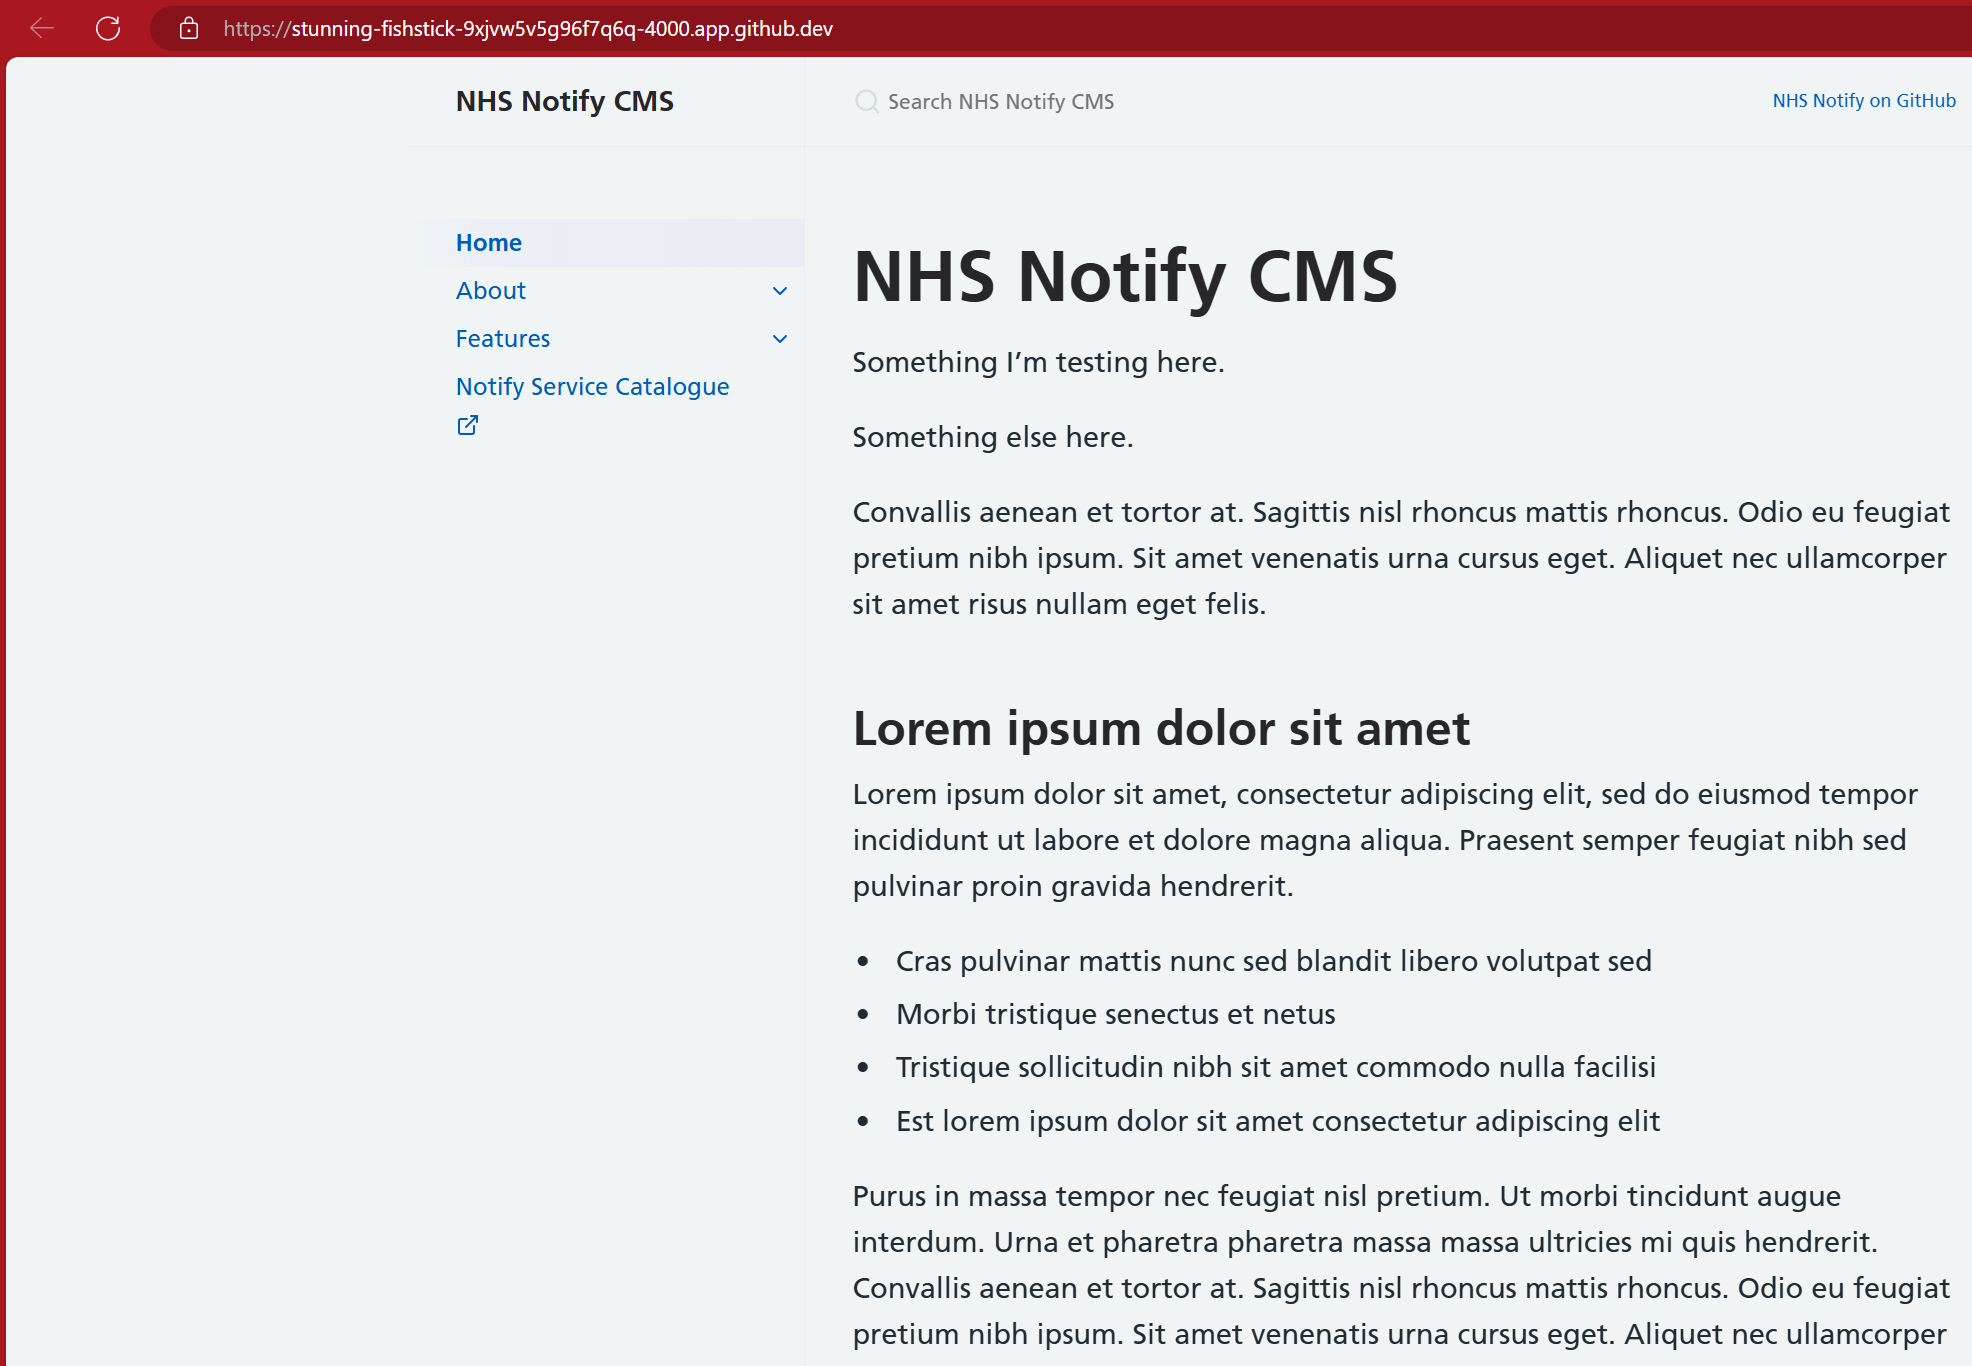 https://stunning-fishstick-9xjvw5v5g96f7q6q-4000.app.github.dev
NHS Notify CMS
Search NHS Notify CMS
NHS Notify on GitHub
Home
About
Features
Notify Service Catalogue
NHS Notify CMS
Something I’m testing here.
Something else here.
Convallis aenean et tortor at. Sagittis nisl rhoncus mattis rhoncus. Odio eu feugiat
pretium nibh ipsum. Sit amet venenatis urna cursus eget. Aliquet nec ullamcorper
sit amet risus nullam eget felis.
Lorem ipsum dolor sit amet
Lorem ipsum dolor sit amet, consectetur adipiscing elit, sed do eiusmod tempor
incididunt ut labore et dolore magna aliqua. Praesent semper feugiat nibh sed
pulvinar proin gravida hendrerit.
• Cras pulvinar mattis nunc sed blandit libero volutpat sed
• Morbi tristique senectus et netus
• Tristique sollicitudin nibh sit amet commodo nulla facilisi
• Est lorem ipsum dolor sit amet consectetur adipiscing elit
Purus in massa tempor nec feugiat nisl pretium. Ut morbi tincidunt augue
interdum. Urna et pharetra pharetra massa massa ultricies mi quis hendrerit.
Convallis aenean et tortor at. Sagittis nisl rhoncus mattis rhoncus. Odio eu feugiat
pretium nibh ipsum. Sit amet venenatis urna cursus eget. Aliquet nec ullamcorper